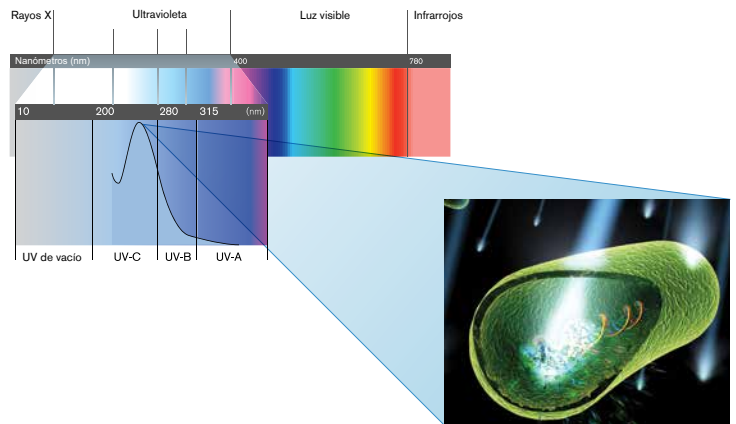 Rayos X Ultravioleta Luz visible Infrarrojos
Nanómetros (nm) 400 780
10 200 280 315 (nm)
UV de vacío UV-C UV-B UV-A